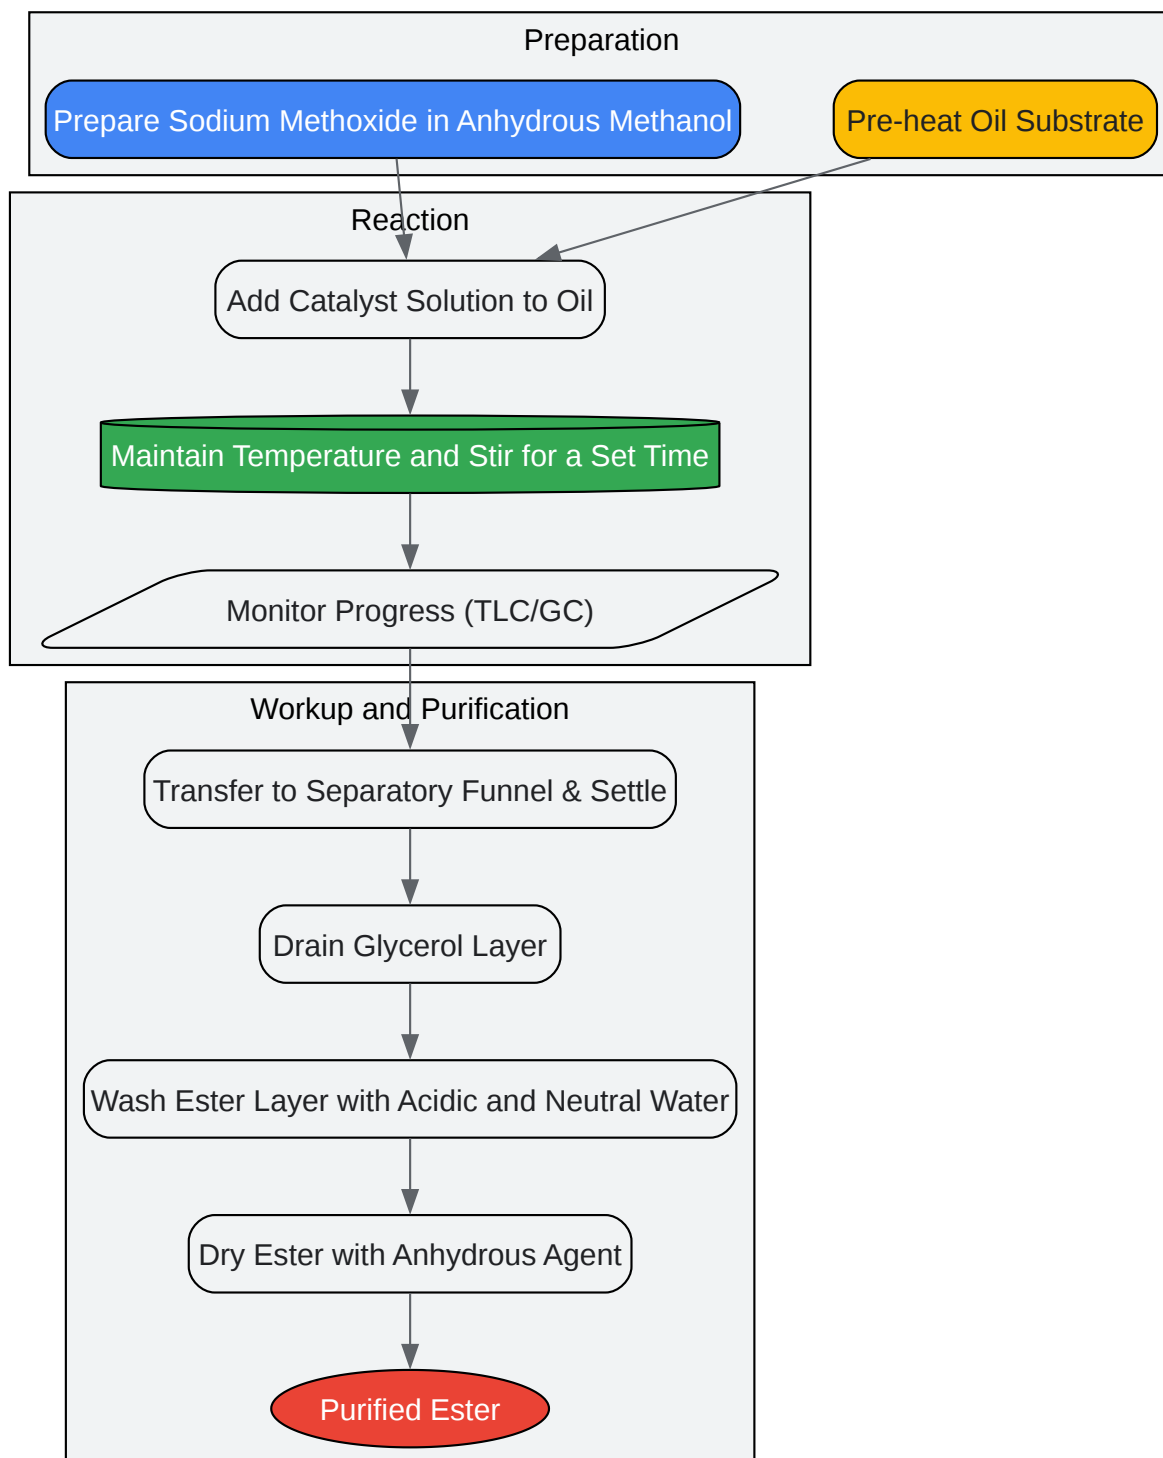 Preparation
Prepare Sodium Methoxide in Anhydrous Methanol
Pre-heat Oil Substrate
Reaction
Add Catalyst Solution to Oil
Maintain Temperature and Stir for a Set Time
Monitor Progress (TLC/GC)
Workup and Purification
Transfer to Separatory Funnel & Settle
Drain Glycerol Layer
Wash Ester Layer with Acidic and Neutral Water
Dry Ester with Anhydrous Agent
Purified Ester